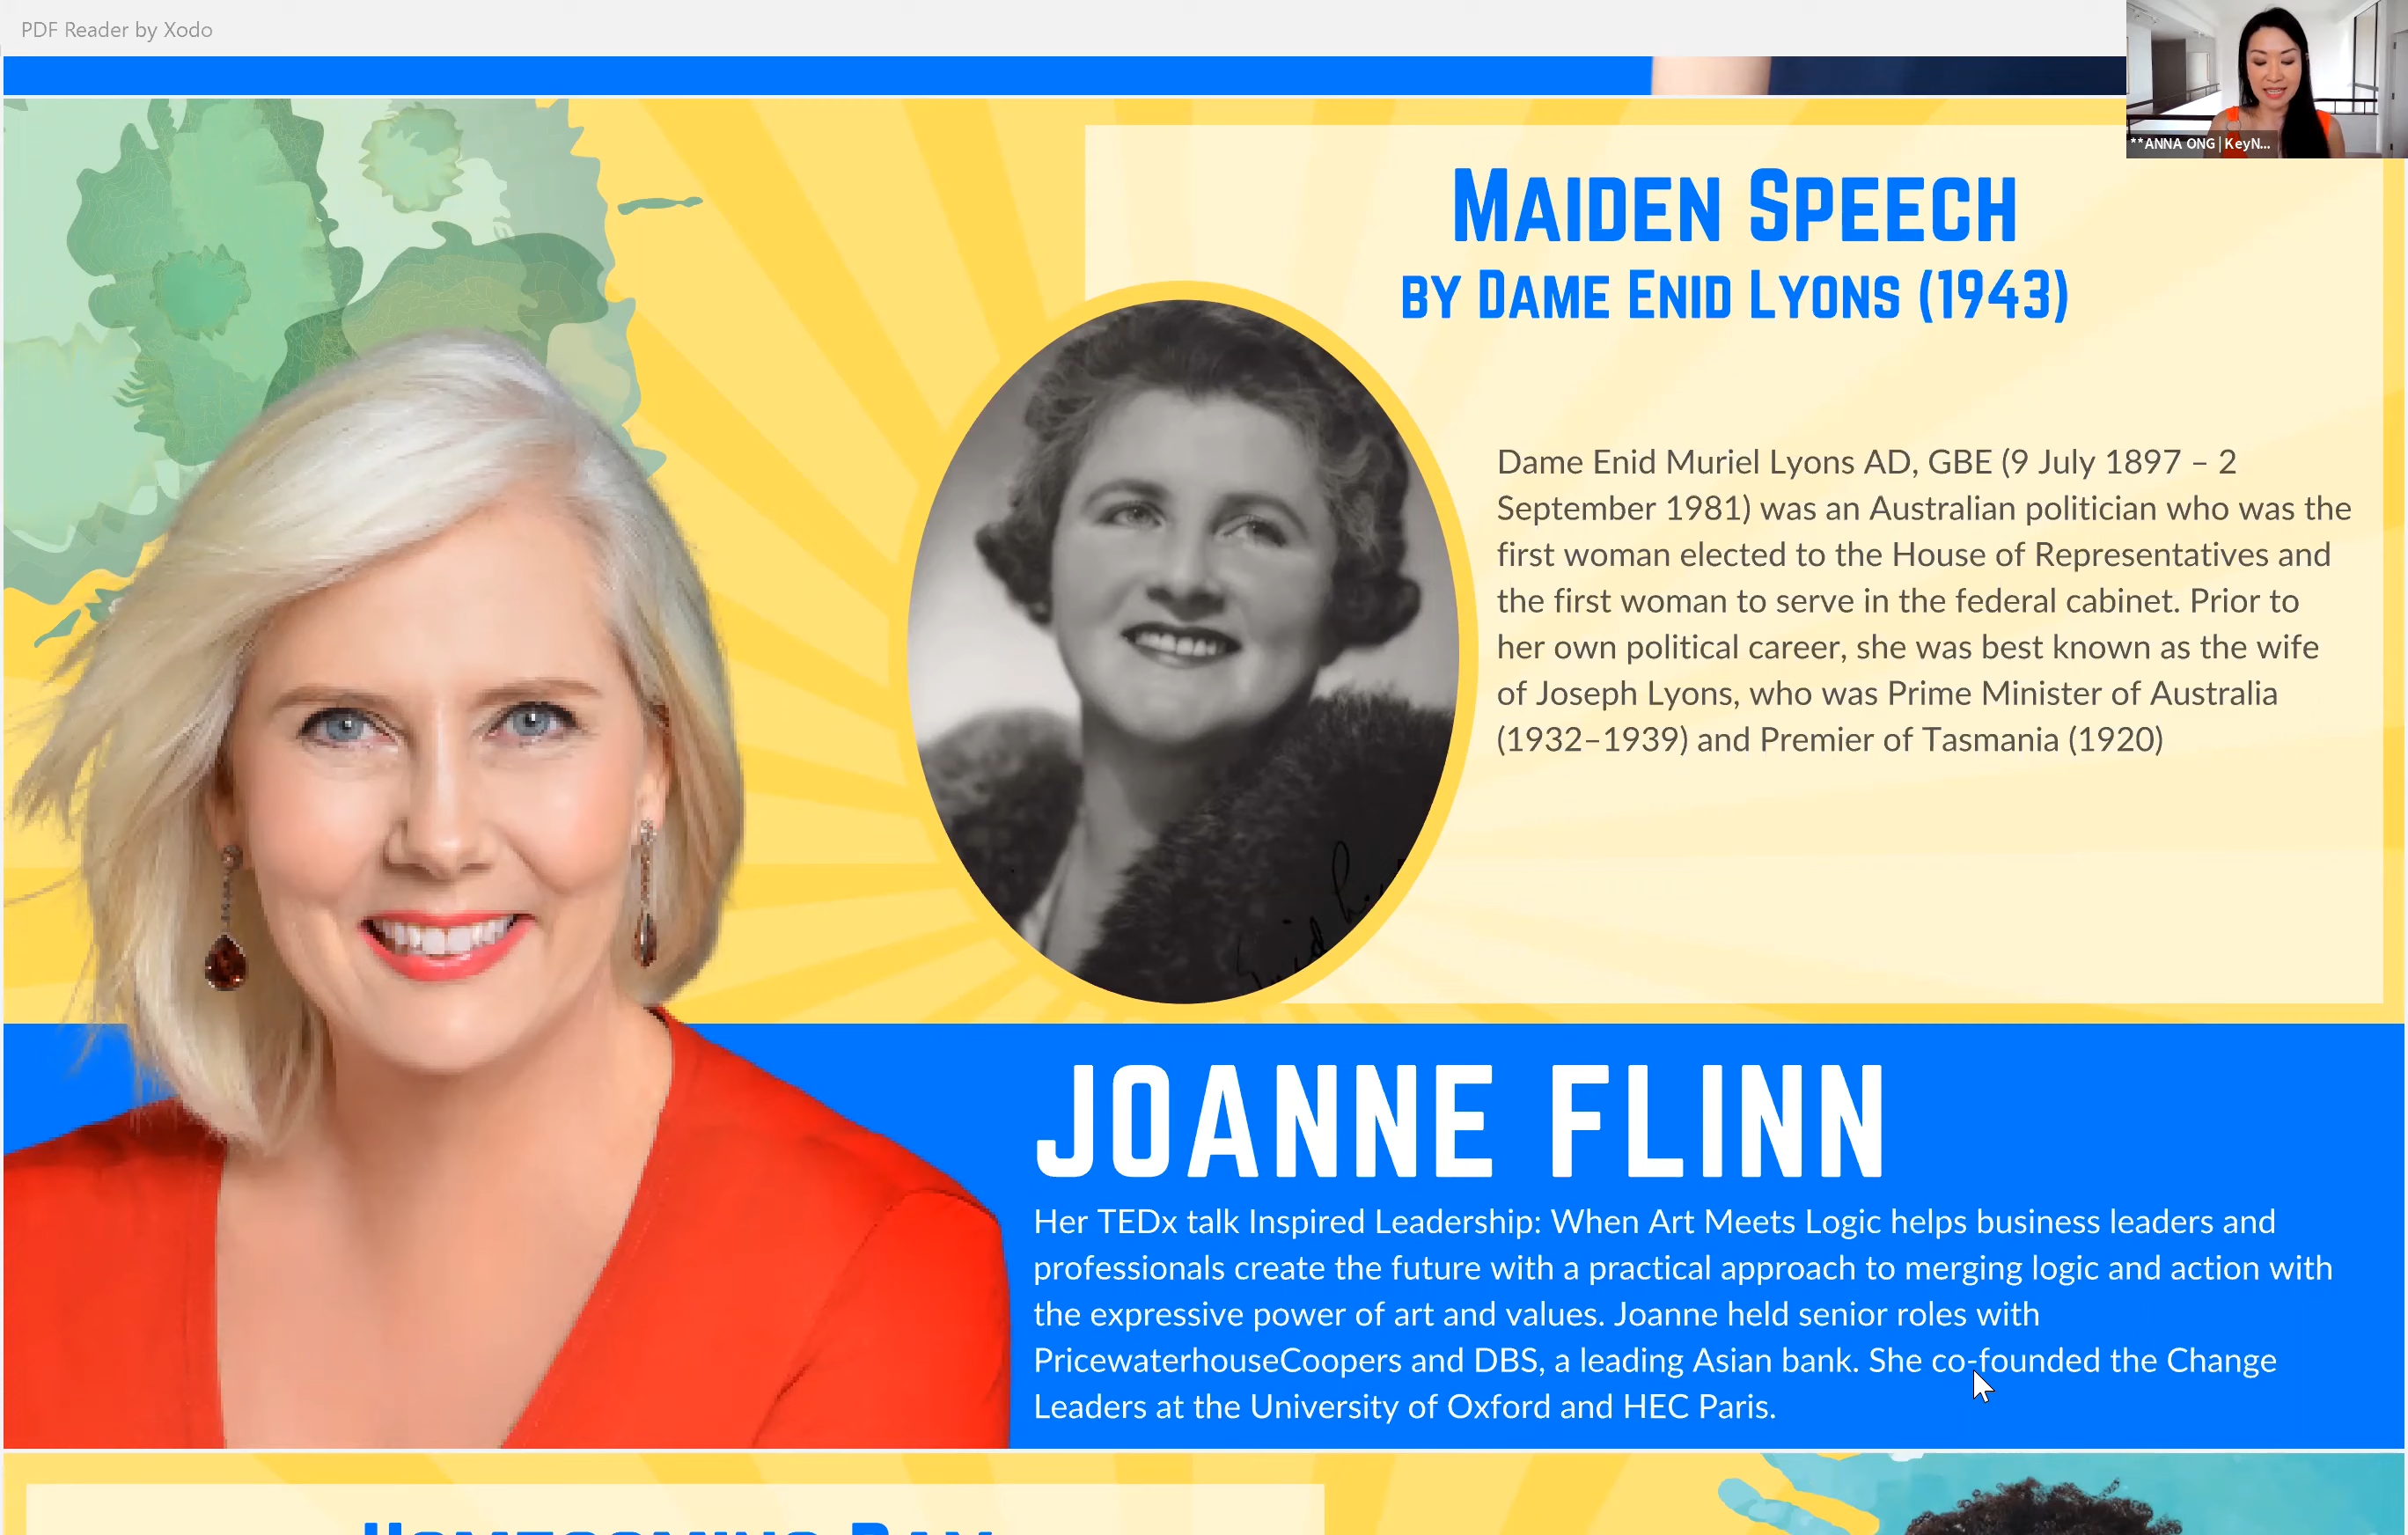 PDF Reader by Xodo
**ANNA ONG | KeyN...
MAIDEN SPEECH
BY DAME ENID LYONS (1943)
Dame Enid Muriel Lyons AD, GBE (9 July 1897 – 2
September 1981) was an Australian politician who was the
first woman elected to the House of Representatives and
the first woman to serve in the federal cabinet. Prior to
her own political career, she was best known as the wife
of Joseph Lyons, who was Prime Minister of Australia
(1932–1939) and Premier of Tasmania (1920)
Enid
JOANNE FLINN
Her TEDx talk Inspired Leadership: When Art Meets Logic helps business leaders and
professionals create the future with a practical approach to merging logic and action with
the expressive power of art and values. Joanne held senior roles with
PricewaterhouseCoopers and DBS, a leading Asian bank. She co-founded the Change
Leaders at the University of Oxford and HEC Paris.